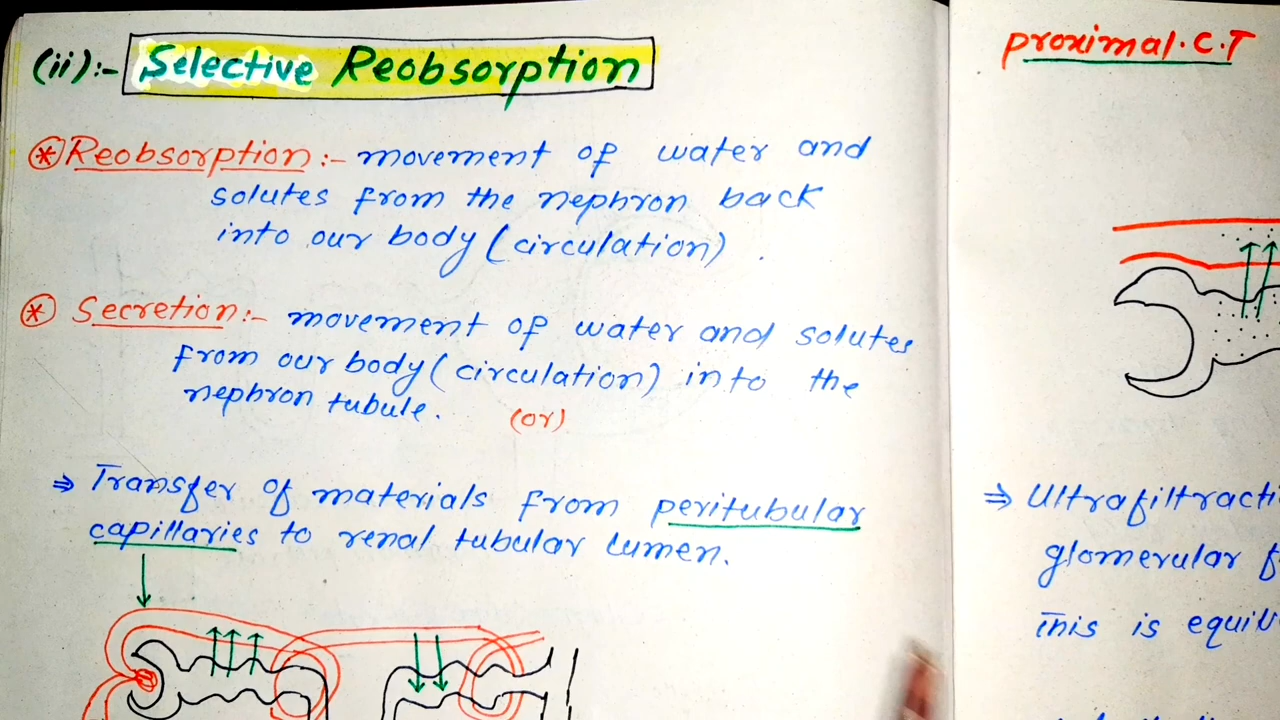 (ii):- Selective Reobsorption
* Reobsorption:- movement of water and
solutes from the nephron back
into our body (circulation) .
* Secretion:- movement of water and solutes
from our body (circulation) into the
nephron tubule. (or)
⇒ Transfer of materials from peritubular
capillaries to renal tubular lumen.
proximal.C.T
⇒ Ultrafiltracti
glomerular f
This is equil